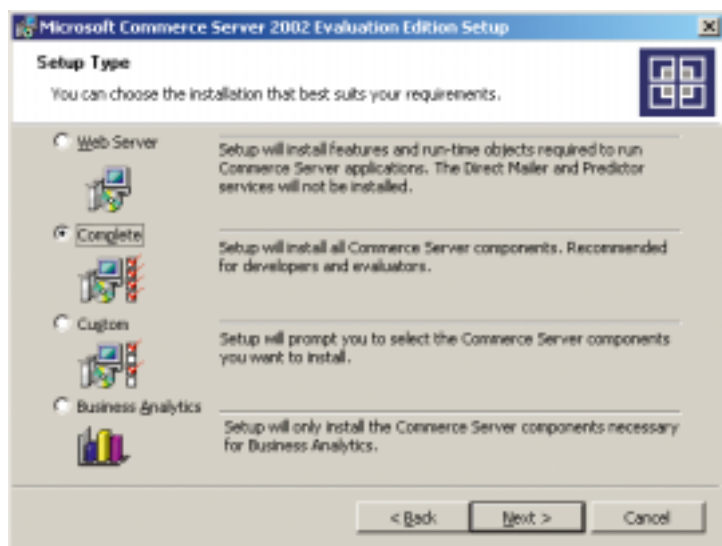 Microsoft Commerce Server 2002 Evaluation Edition Setup
Setup Type
You can choose the installation that best suits your requirements.
Web Server
Setup will install features and run-time objects required to run
Commerce Server applications. The Direct Mailer and Predictor
services will not be installed.
Complete
Setup will install all Commerce Server components. Recommended
for developers and evaluators.
Custom
Setup will prompt you to select the Commerce Server components
you want to install.
Business Analytics
Setup will only install the Commerce Server components necessary
for Business Analytics.
< Back
Next >
Cancel